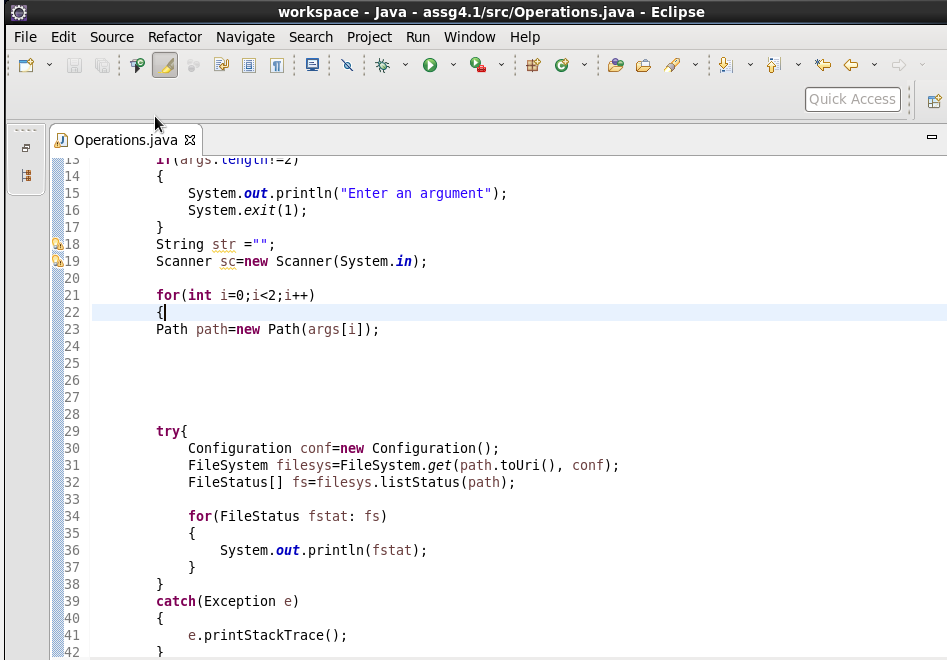 workspace - Java - assg4.1/src/Operations.java - Eclipse
File Edit Source Refactor Navigate Search Project Run Window Help
Quick Access
Operations.java
13 if(args.length!=2)
14 {
15 System.out.println("Enter an argument");
16 System.exit(1);
17 }
18 String str ="";
19 Scanner sc=new Scanner(System.in);
20
21 for(int i=0;i<2;i++)
22 {
23 Path path=new Path(args[i]);
24
25
26
27
28
29 try{
30 Configuration conf=new Configuration();
31 FileSystem filesys=FileSystem.get(path.toUri(), conf);
32 FileStatus[] fs=filesys.listStatus(path);
33
34 for(FileStatus fstat: fs)
35 {
36 System.out.println(fstat);
37 }
38 }
39 catch(Exception e)
40 {
41 e.printStackTrace();
42 }